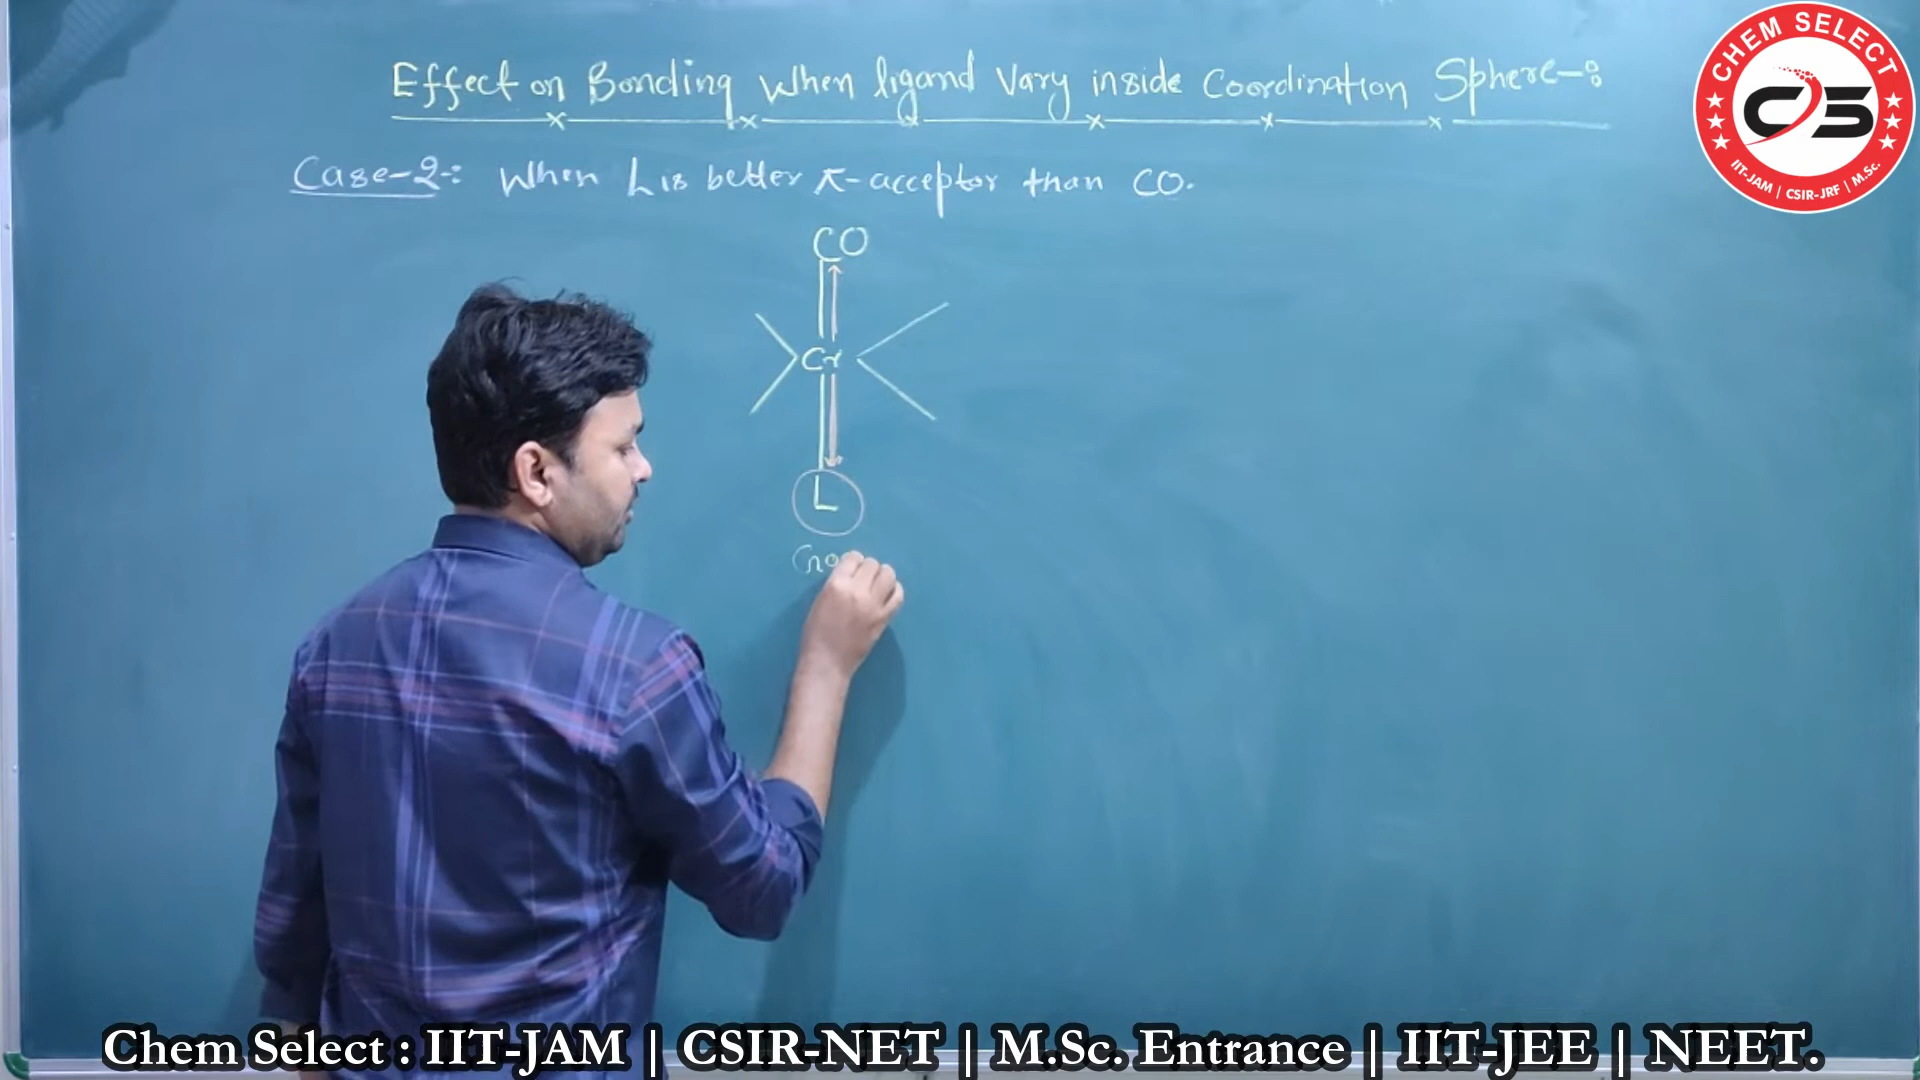 Effect on Bonding When ligand Vary inside Coordination Sphere-:
Case-2-: When L is better π-acceptor than CO.
CO
Cr
L
CHEM SELECT
CS
IIT-JAM | CSIR-JRF | M.Sc.
Chem Select : IIT-JAM | CSIR-NET | M.Sc. Entrance | IIT-JEE | NEET.